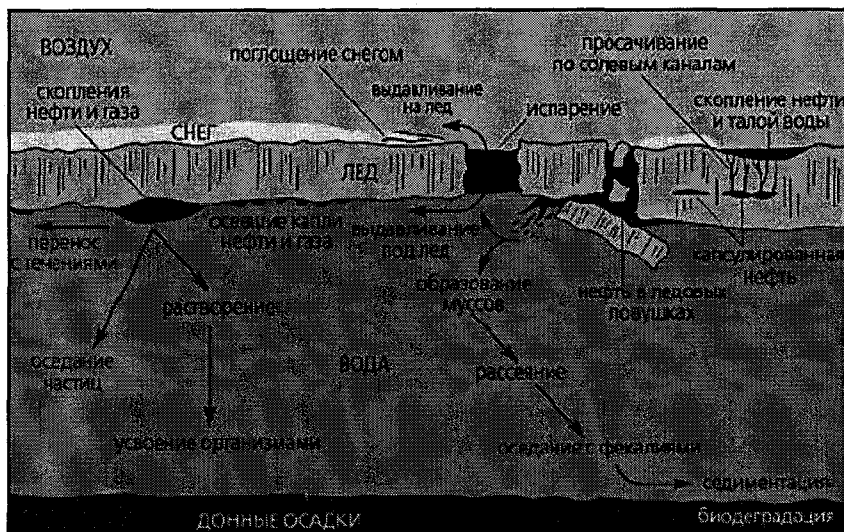 ВОЗДУХ
поглощение снегом
просачивание
по солевым каналам
скопления
нефти и газа
выдавливание
на лед
испарение
скопление нефти
и талой воды
СНЕГ
ЛЕД
перенос
с течениями
осевшие капли
нефти и газа
выдавливание
под лед
капсулированная
нефть
образование
муссов
нефть в ледовых
ловушках
растворение
оседание
частиц
ВОДА
рассеяние
усвоение организмами
оседание с фекалиями
седиментация
ДОННЫЕ ОСАДКИ
биодеградация